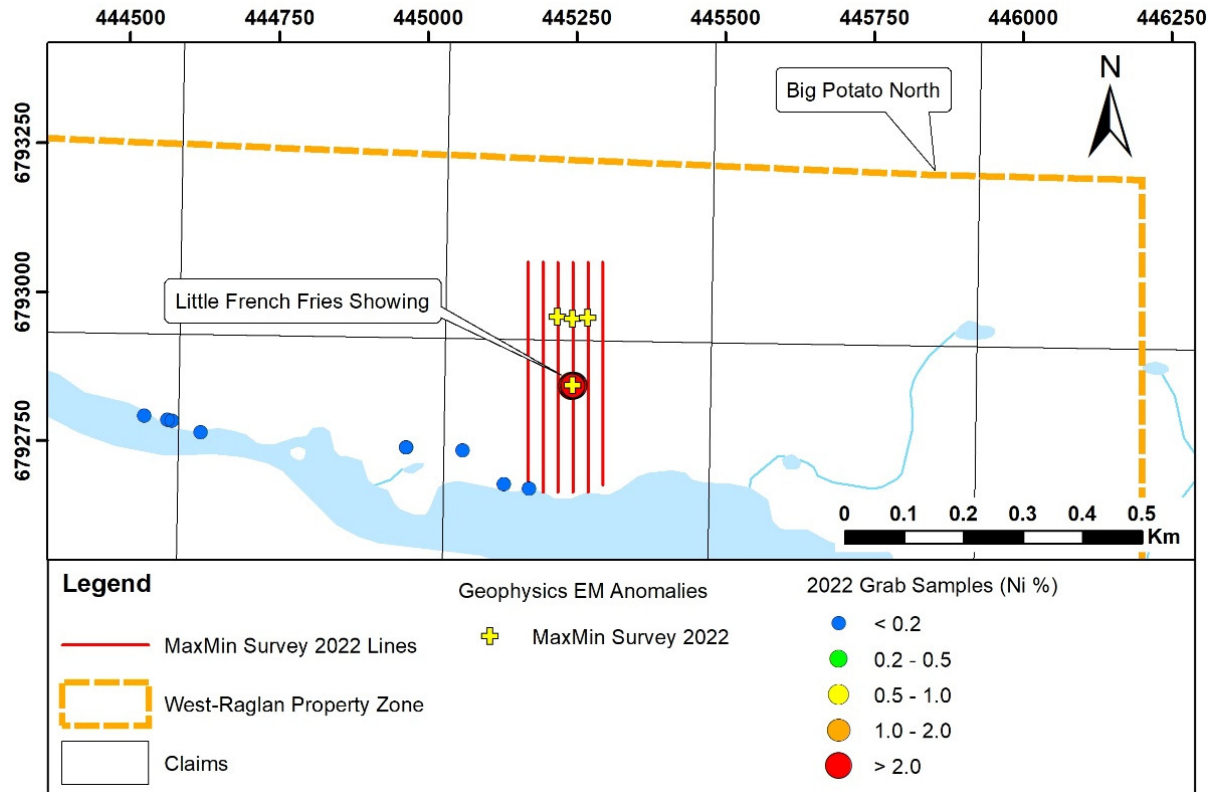 444500 444750 445000 445250 445500 445750 446000 446250
N
Big Potato North
6793250
Little French Fries Showing
6793000
6792750
0 0.1 0.2 0.3 0.4 0.5
Km
Legend
MaxMin Survey 2022 Lines
West-Raglan Property Zone
Claims
Geophysics EM Anomalies
MaxMin Survey 2022
2022 Grab Samples (Ni %)
< 0.2
0.2 - 0.5
0.5 - 1.0
1.0 - 2.0
> 2.0